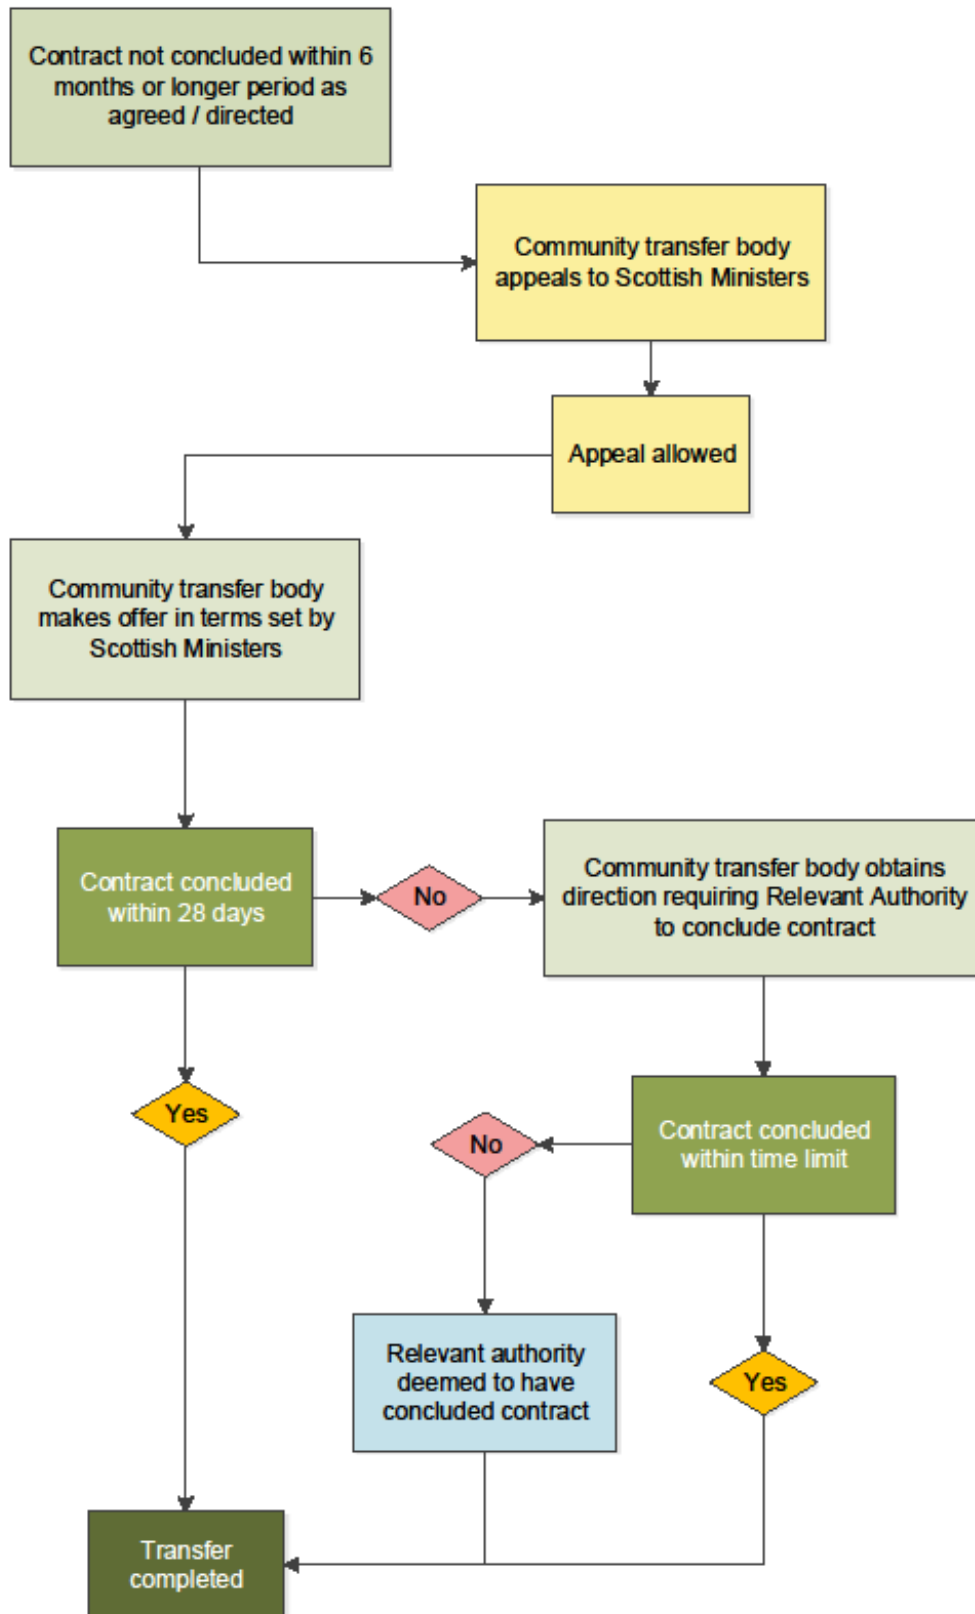 Contract not concluded within 6
months or longer period as
agreed / directed
Community transfer body
appeals to Scottish Ministers
Appeal allowed
Community transfer body
makes offer in terms set by
Scottish Ministers
Contract concluded
within 28 days
No
Community transfer body obtains
direction requiring Relevant Authority
to conclude contract
Yes
No
Contract concluded
within time limit
Relevant authority
deemed to have
concluded contract
Yes
Transfer
completed